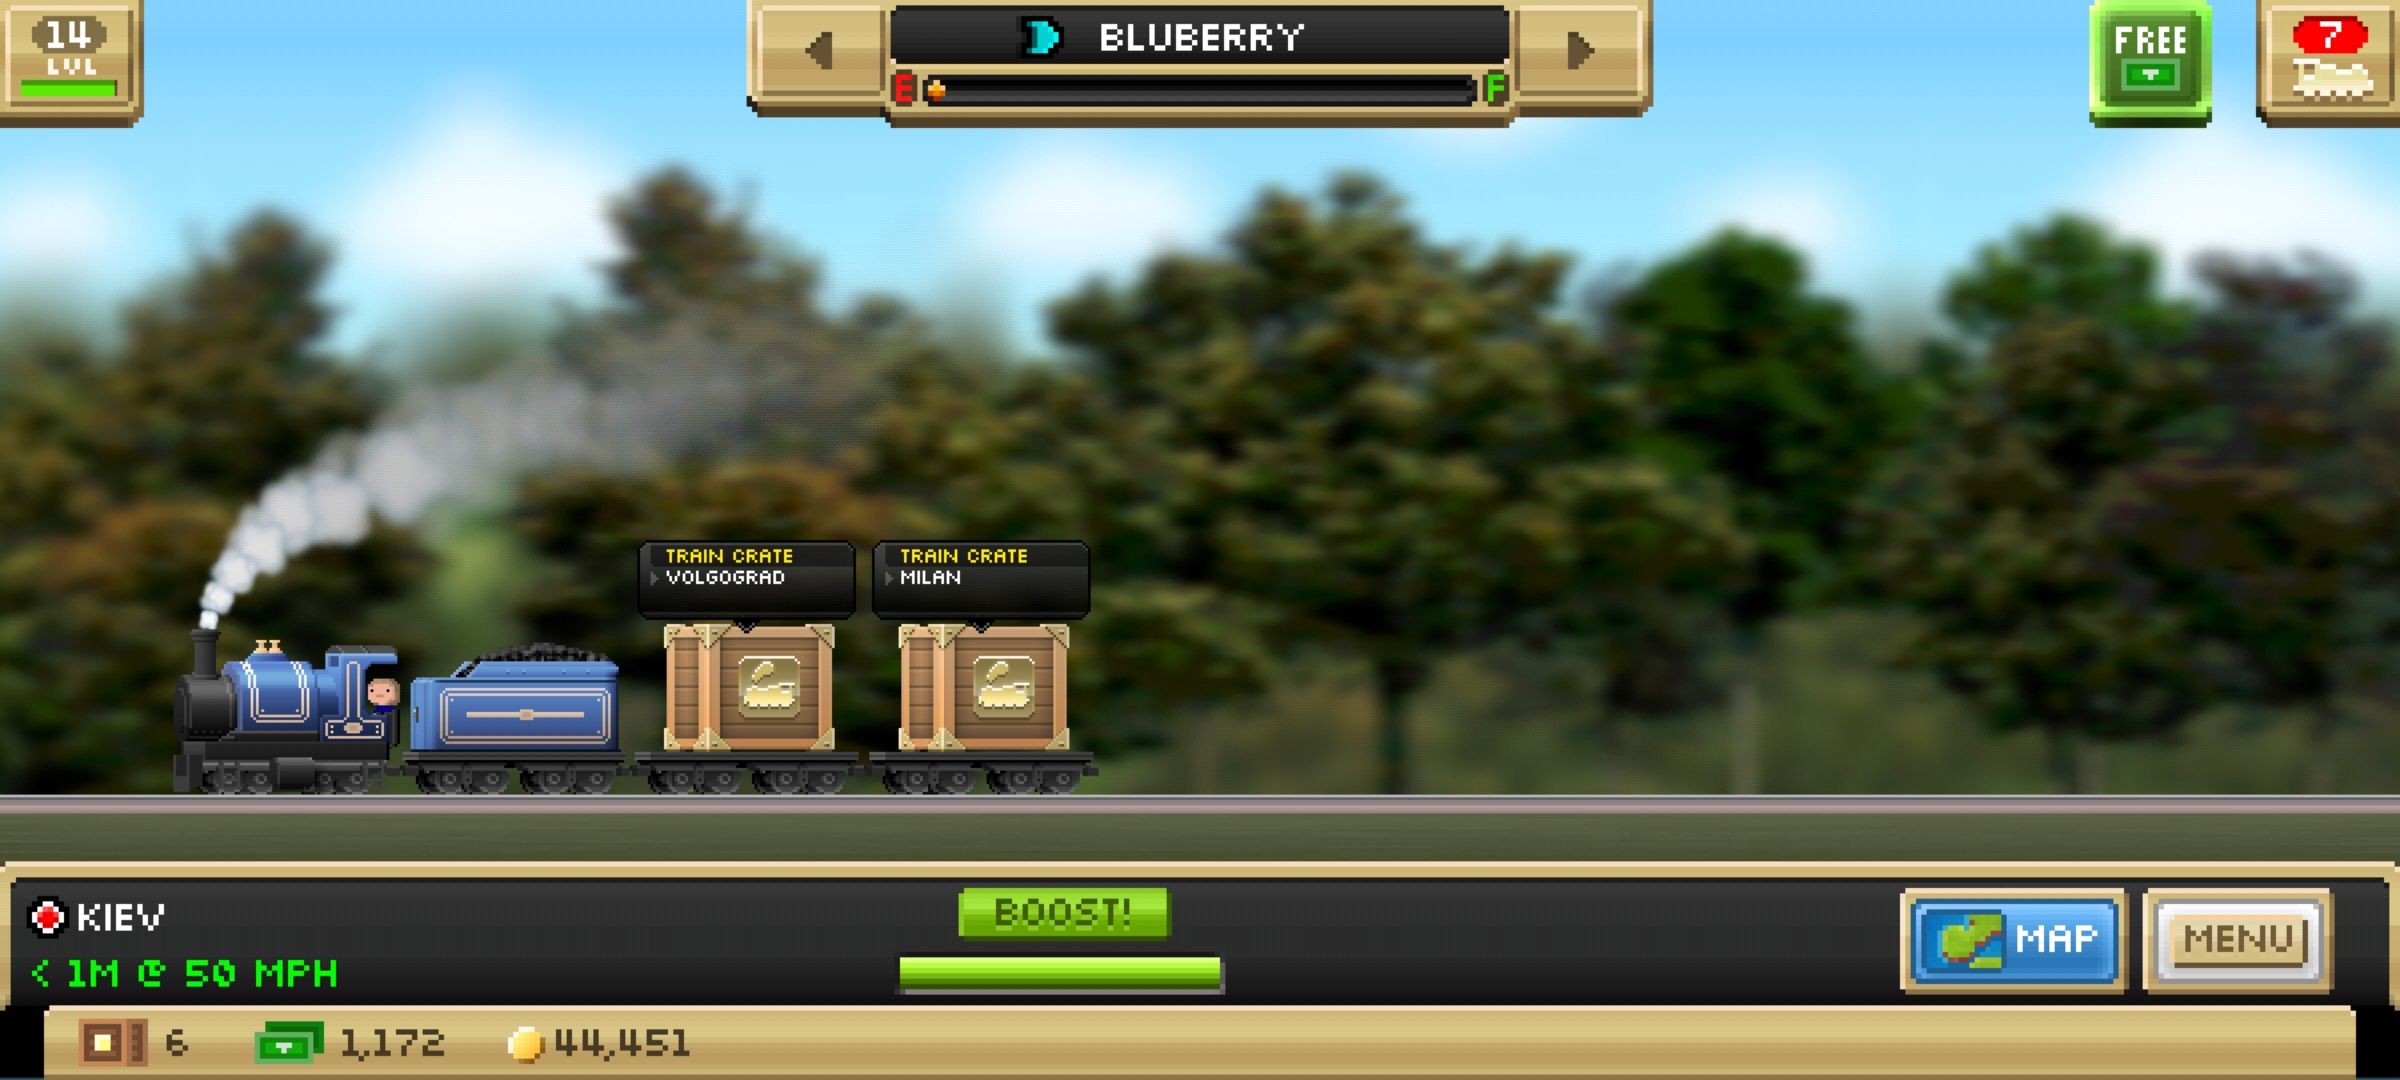 14
LVL
BLUBERRY
E
F
FREE
7
TRAIN CRATE
VOLGOGRAD
TRAIN CRATE
MILAN
KIEV
< 1M @ 50 MPH
BOOST!
MAP
MENU
6
1,172
44,451